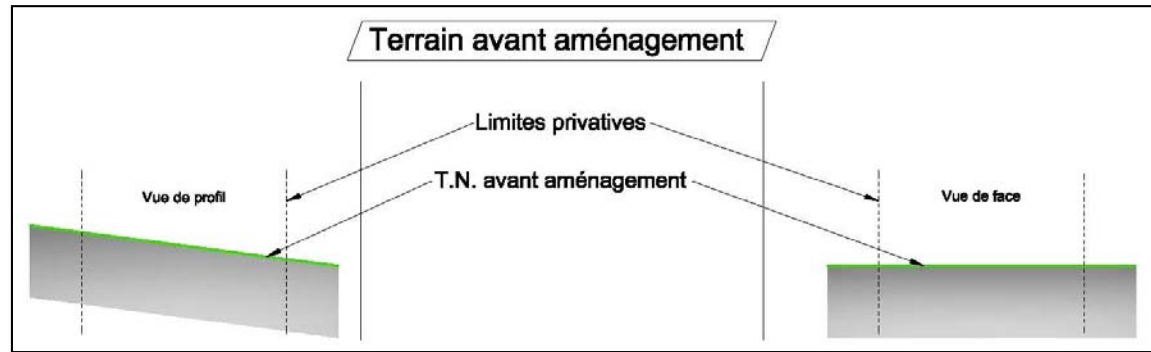 Terrain avant aménagement
Limites privatives
T.N. avant aménagement
Vue de profil
Vue de face